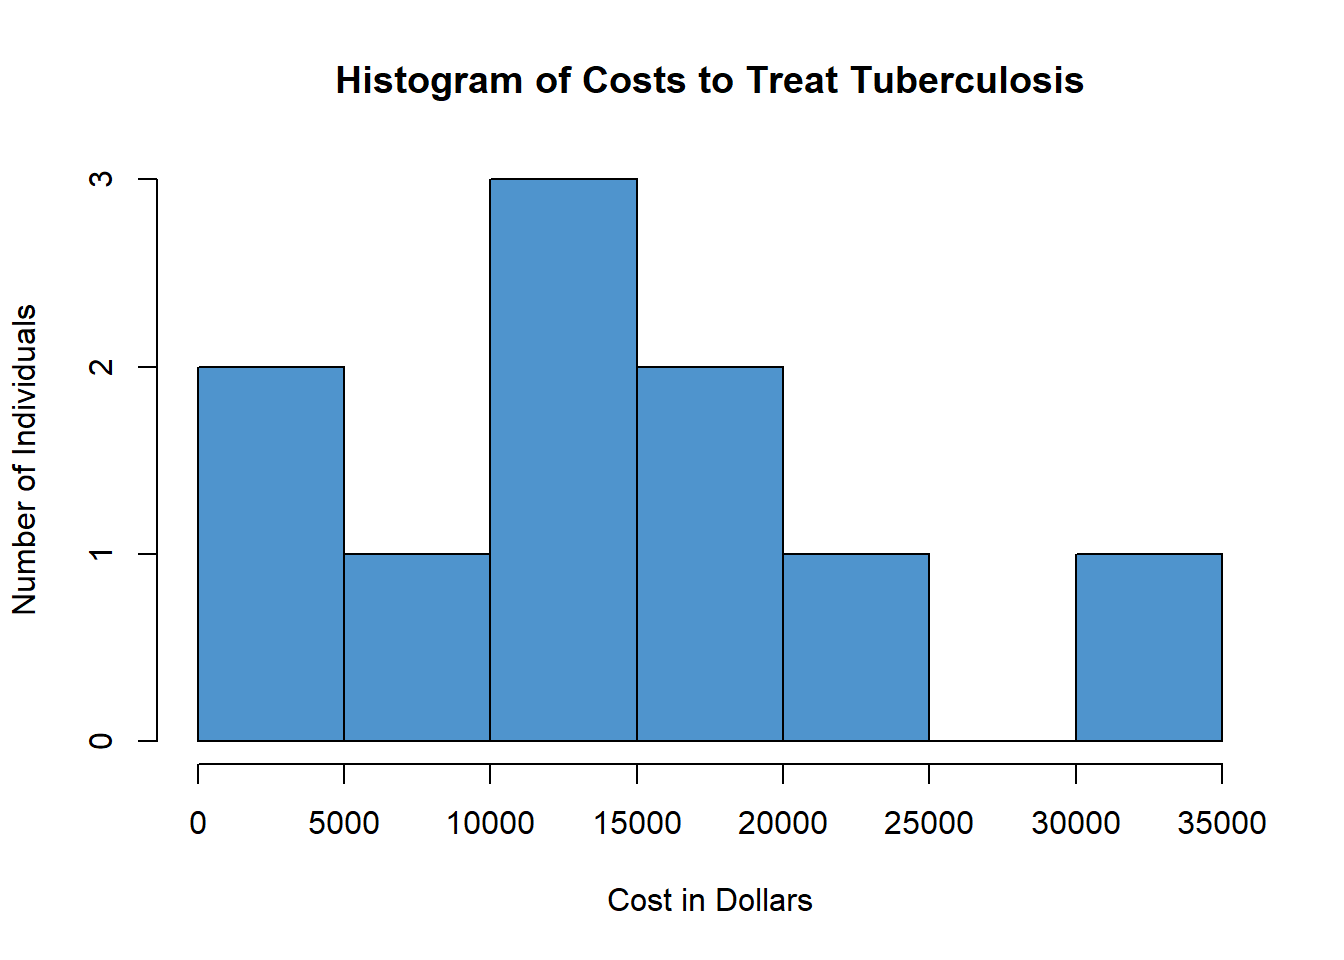 Histogram of Costs to Treat Tuberculosis
3
2
1
0
Number of Individuals
0 5000 10000 15000 20000 25000 30000 35000
Cost in Dollars